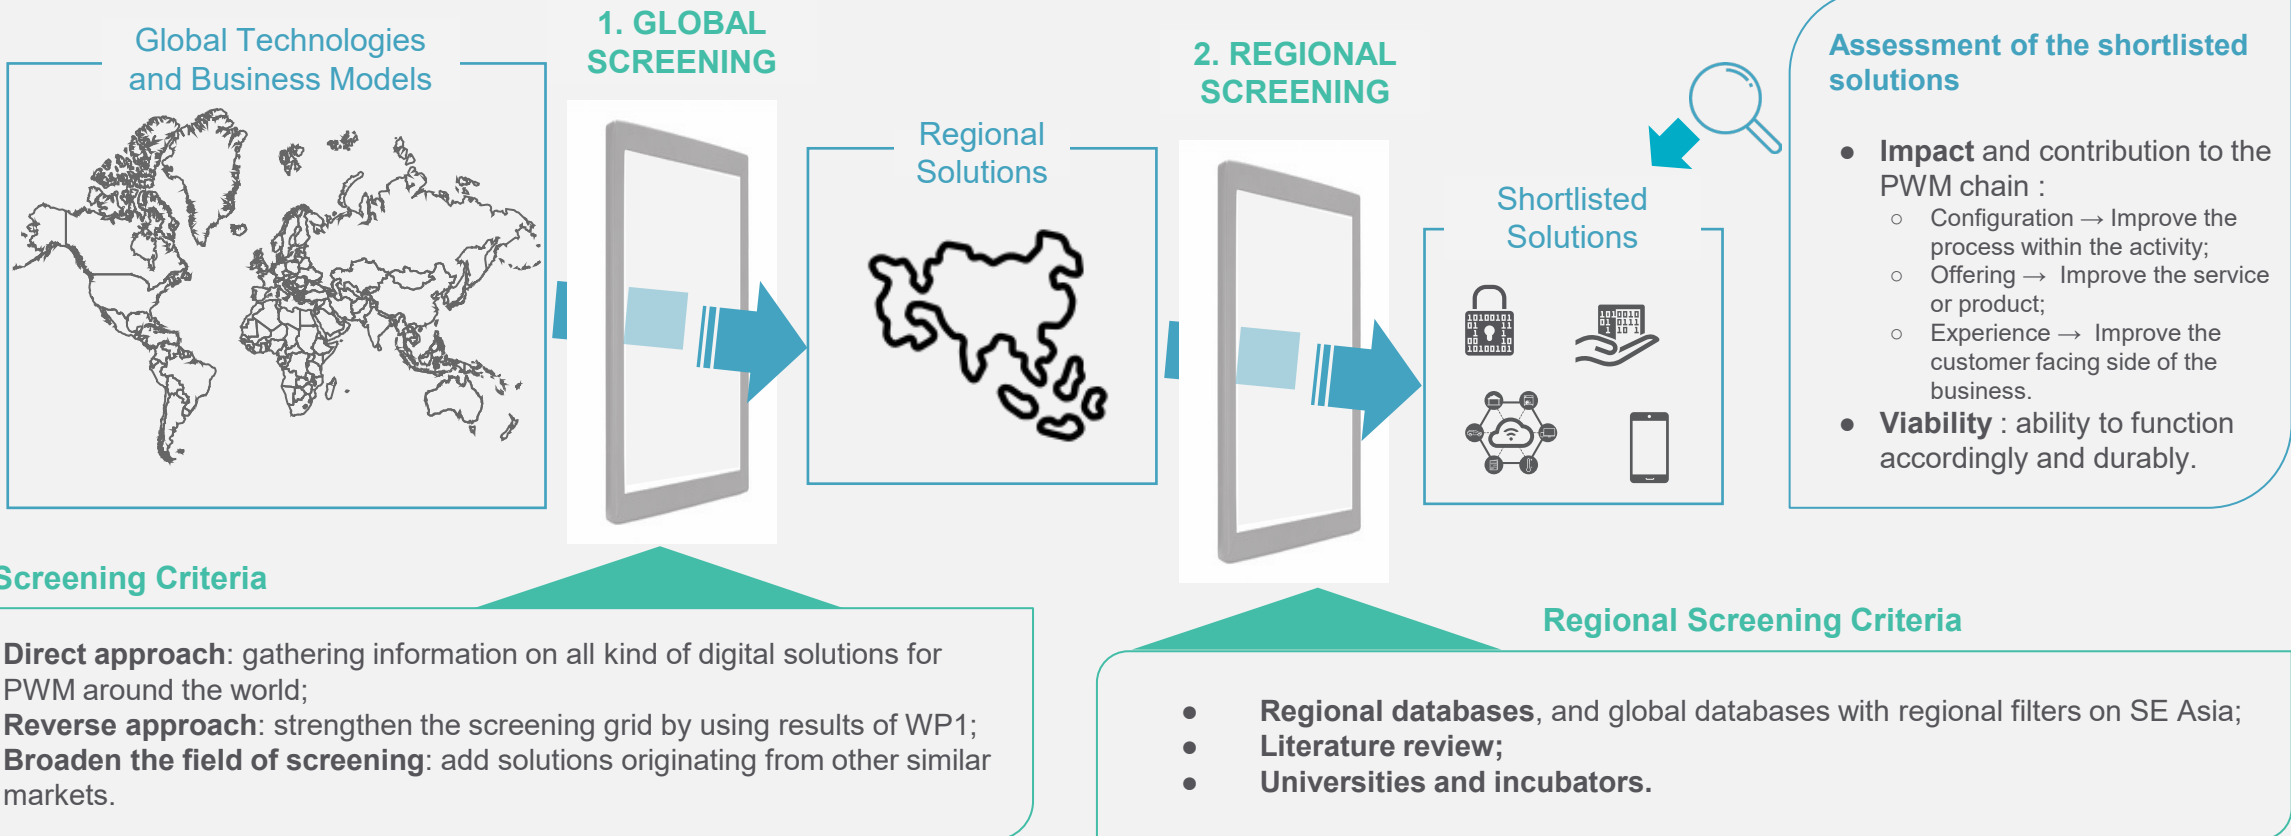 Global Technologies
and Business Models
1. GLOBAL
SCREENING
Regional
Solutions
2. REGIONAL
SCREENING
Shortlisted
Solutions
Assessment of the shortlisted
solutions
● Impact and contribution to the
PWM chain :
○ Configuration → Improve the
process within the activity;
○ Offering → Improve the service
or product;
○ Experience → Improve the
customer facing side of the
business.
● Viability : ability to function
accordingly and durably.
Screening Criteria
Direct approach: gathering information on all kind of digital solutions for
PWM around the world;
Reverse approach: strengthen the screening grid by using results of WP1;
Broaden the field of screening: add solutions originating from other similar
markets.
Regional Screening Criteria
● Regional databases, and global databases with regional filters on SE Asia;
● Literature review;
● Universities and incubators.